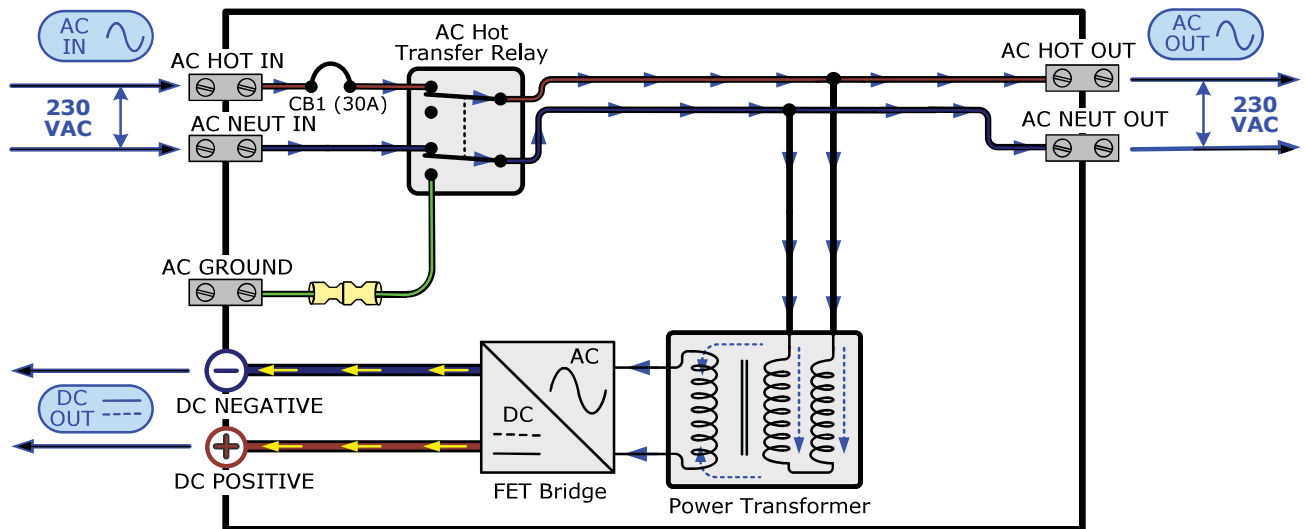 AC
IN
AC HOT IN
AC Hot
Transfer Relay
AC HOT OUT
AC
OUT
CB1 (30A)
230
VAC
AC NEUT IN
AC NEUT OUT
230
VAC
AC GROUND
DC NEGATIVE
DC
OUT
DC POSITIVE
AC
DC
FET Bridge
Power Transformer